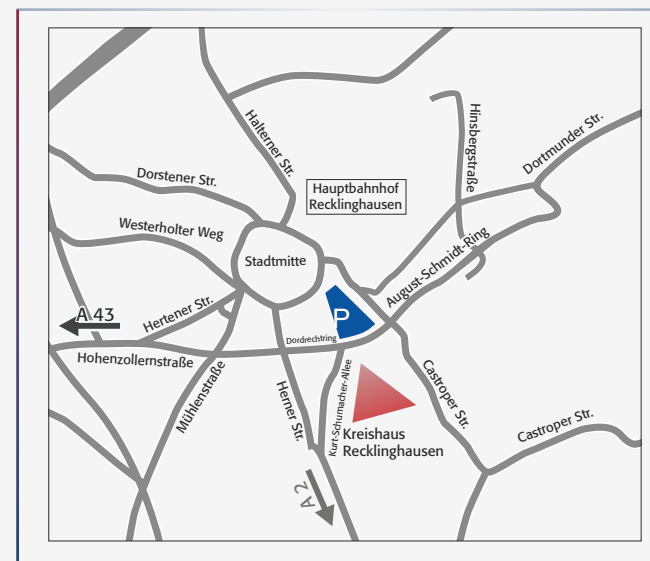 Halterner Str.
Hinsbergstraße
Dortmunder Str.
Dorstener Str.
Hauptbahnhof
Recklinghausen
Westerholter Weg
Stadtmitte
August-Schmidt-Ring
A 43
Hertener Str.
P
Dordrechtring
Hohenzollernstraße
Mühlenstraße
Herner Str.
Kurt-Schumacher-Allee
Castroper Str.
Castroper Str.
Kreishaus
Recklinghausen
A 2